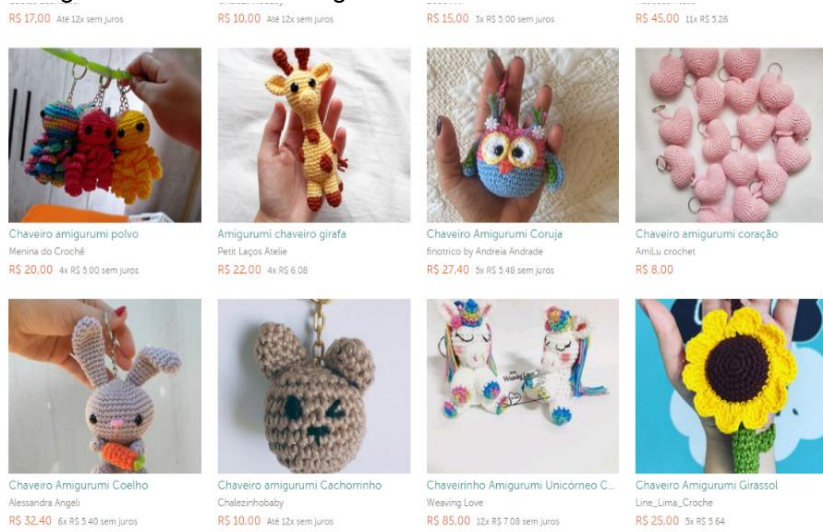 R$ 17,00 Até 12x sem juros
R$ 10,00 Até 12x sem juros
R$ 15,00 3x R$ 5,00 sem juros
R$ 45,00 11x R$ 5.26
Chaveiro amigurumi polvo
Menina do Crochê
R$ 20,00 4x R$ 5,00 sem juros
Amigurumi chaveiro girafa
Petit Laços Atelie
R$ 22,00 4x R$ 6.08
Chaveiro Amigurumi Coruja
finotrico by Andreia Andrade
R$ 27,40 5x R$ 5,48 sem juros
Chaveiro amigurumi coração
AmiLu crochet
R$ 8,00
Chaveiro Amigurumi Coelho
Alessandra Angeli
R$ 32,40 6x R$ 5,40 sem juros
Chaveiro amigurumi Cachorrinho
Chalezinhobaby
R$ 10,00 Até 12x sem juros
Weaving Love
Chaveirinho Amigurumi Unicórneo C...
Weaving Love
R$ 85,00 12x R$ 7,08 sem juros
Chaveiro Amigurumi Girassol
Line_Lima_Croche
R$ 25,00 5x R$ 5.64